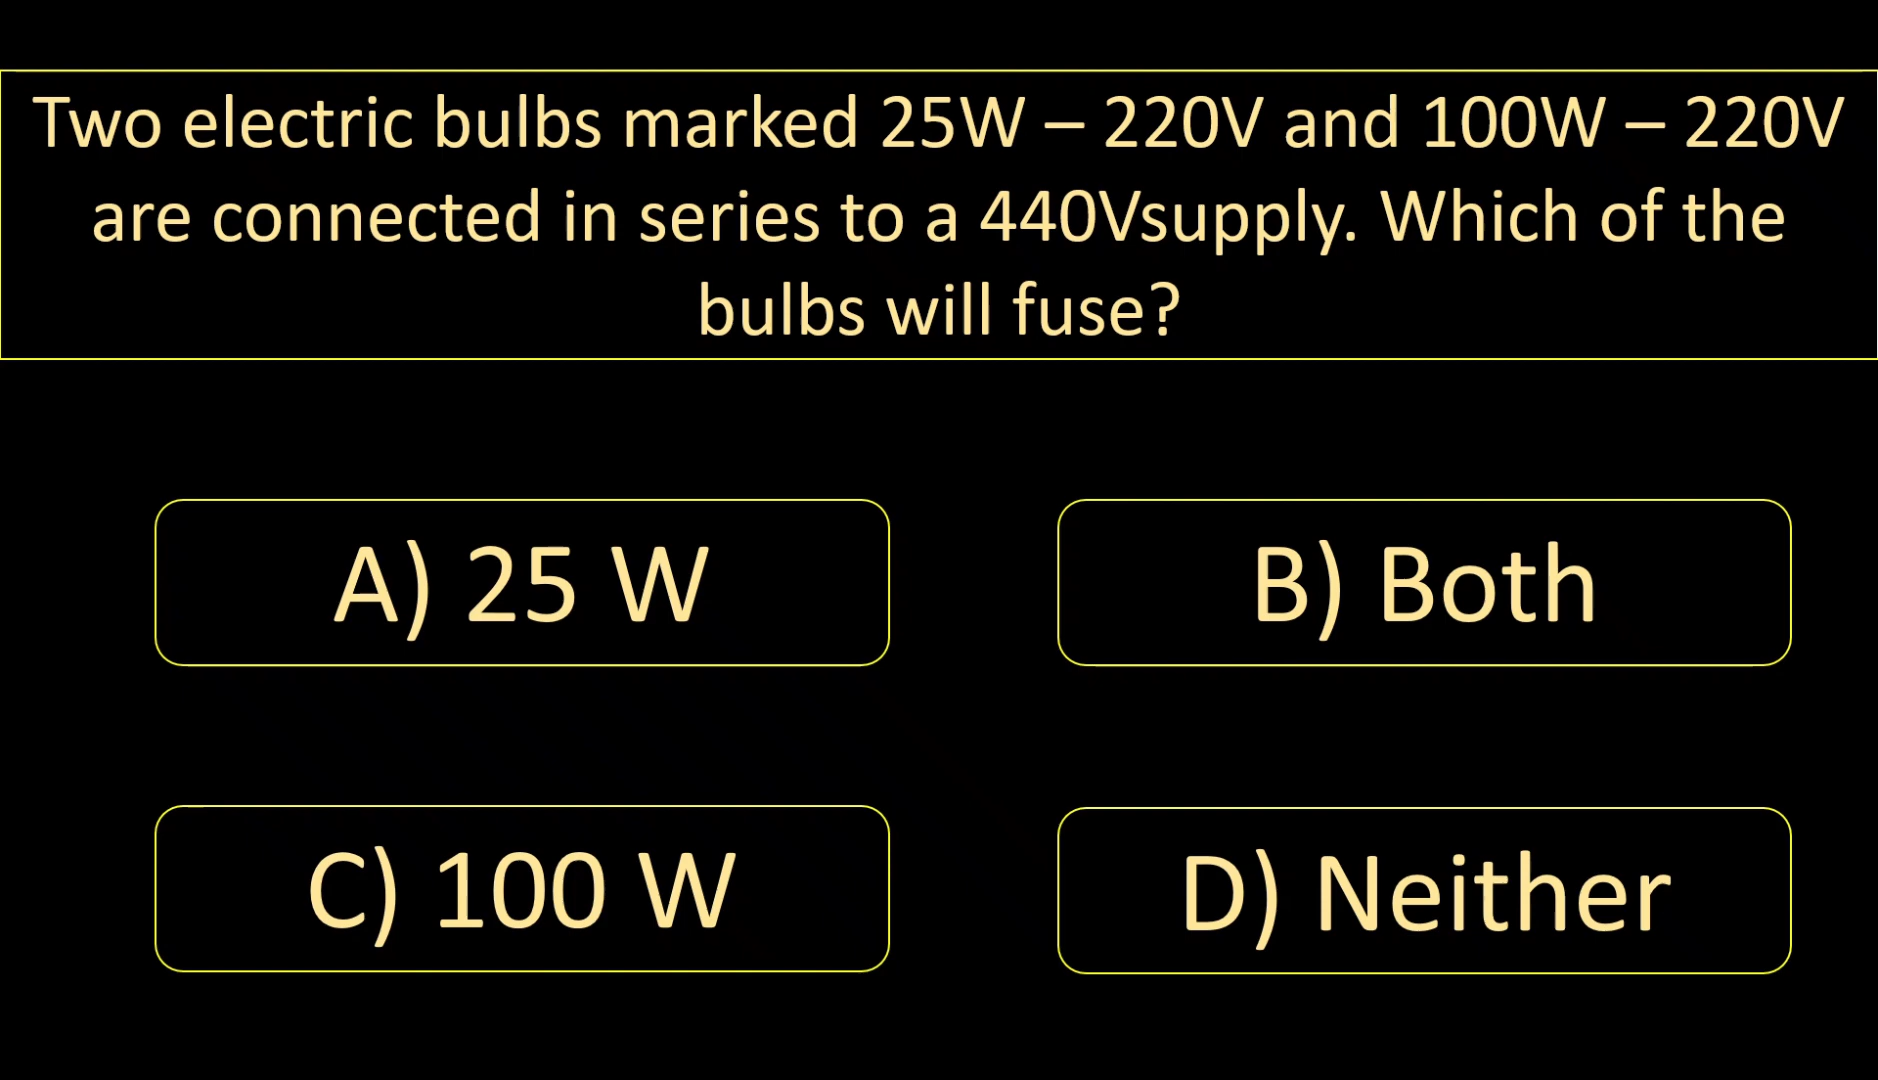 Two electric bulbs marked 25W – 220V and 100W – 220V
are connected in series to a 440Vsupply. Which of the
bulbs will fuse?
A) 25 W
B) Both
C) 100 W
D) Neither